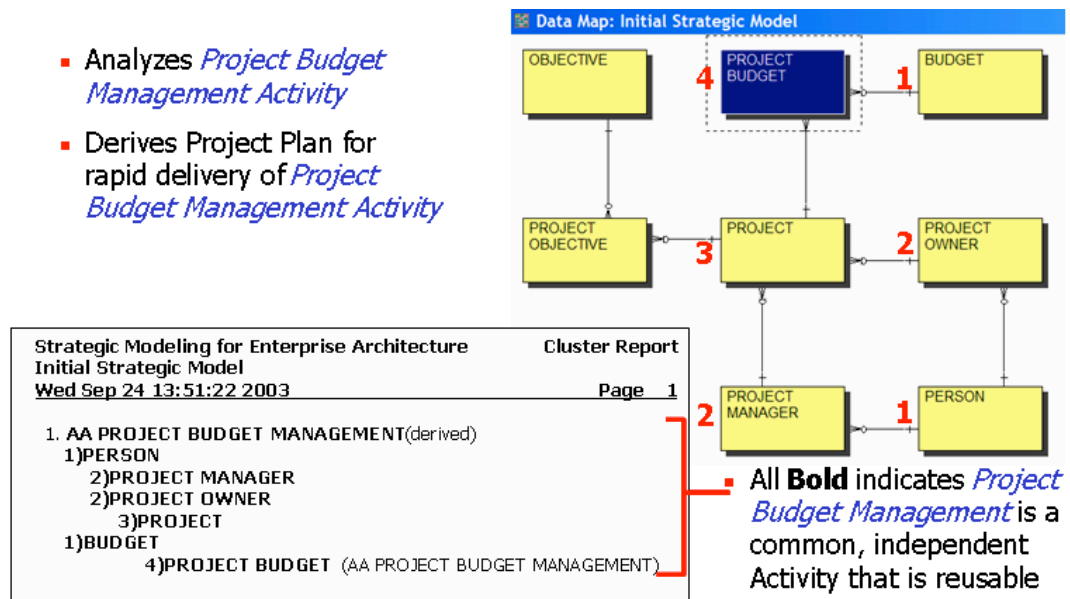 Analyzes Project Budget
Management Activity
Derives Project Plan for
rapid delivery of Project
Budget Management Activity
Data Map: Initial Strategic Model
OBJECTIVE
4
PROJECT
BUDGET
1
BUDGET
PROJECT
OBJECTIVE
3
PROJECT
2
PROJECT
OWNER
2
PROJECT
MANAGER
1
PERSON
Strategic Modeling for Enterprise Architecture Cluster Report
Initial Strategic Model
Wed Sep 24 13:51:22 2003 Page 1
1. AA PROJECT BUDGET MANAGEMENT(derived)
1)PERSON
2)PROJECT MANAGER
2)PROJECT OWNER
3)PROJECT
1)BUDGET
4)PROJECT BUDGET (AA PROJECT BUDGET MANAGEMENT)
All Bold indicates Project
Budget Management is a
common, independent
Activity that is reusable